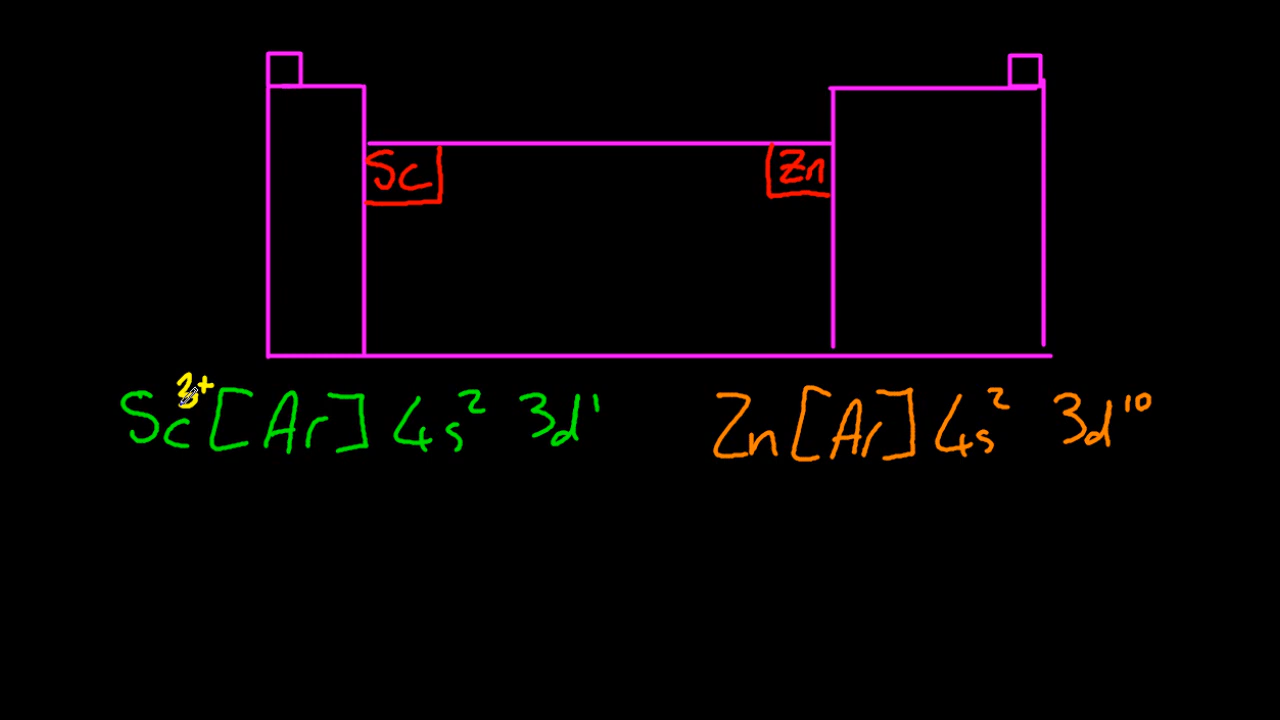 Sc Zn
Sc³⁺ [Ar] 4s² 3d¹ Zn [Ar] 4s² 3d¹⁰